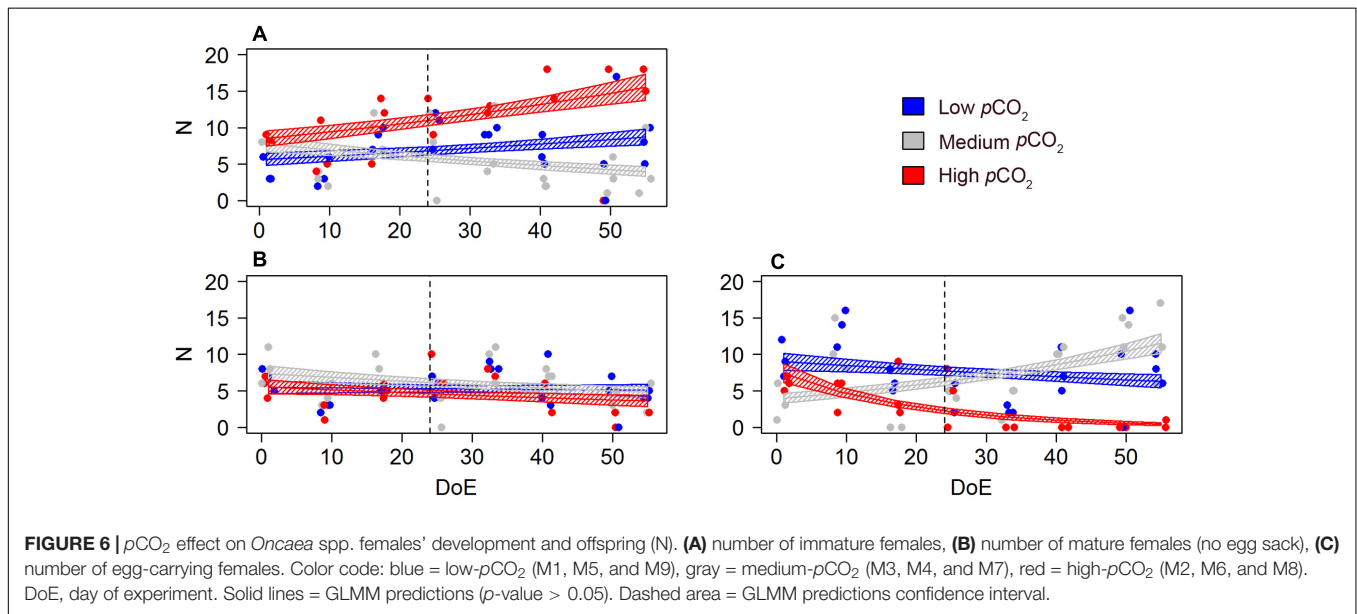 A
20
15
N
10
5
0
0 10 20 30 40 50
Low pCO2
Medium pCO2
High pCO2
B
20
15
N
10
5
0
0 10 20 30 40 50
DoE
C
20
15
10
5
0
0 10 20 30 40 50
DoE
FIGURE 6 | pCO2 effect on Oncaea spp. females' development and offspring (N). (A) number of immature females, (B) number of mature females (no egg sack), (C)
number of egg-carrying females. Color code: blue = low-pCO2 (M1, M5, and M9), gray = medium-pCO2 (M3, M4, and M7), red = high-pCO2 (M2, M6, and M8).
DoE, day of experiment. Solid lines = GLMM predictions (p-value > 0.05). Dashed area = GLMM predictions confidence interval.